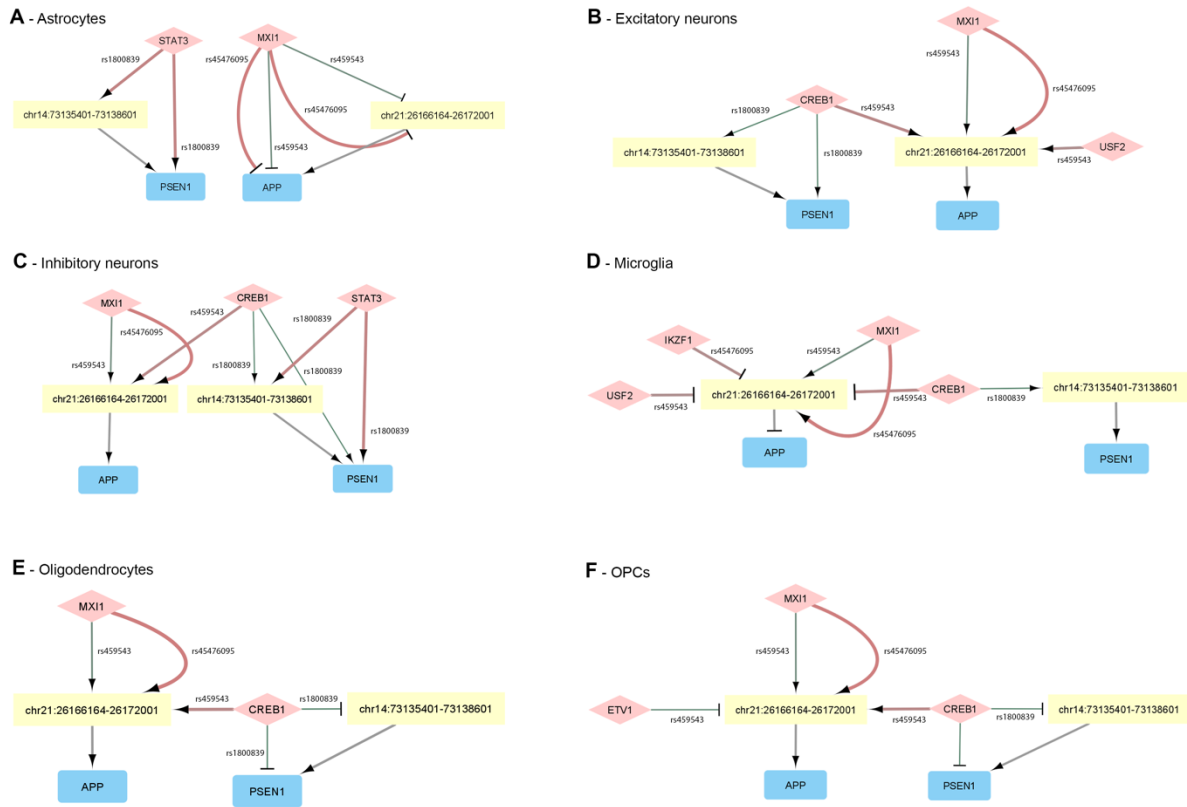 A - Astrocytes
STAT3
MXI1
rs1800839
rs45476095
rs459543
rs45476095
chr14:73135401-73138601
chr21:26166164-26172001
rs459543
rs1800839
PSEN1
APP
B - Excitatory neurons
MXI1
rs45476095
CREB1
rs459543
rs1800839
rs459543
chr14:73135401-73138601
chr21:26166164-26172001
USF2
rs1800839
rs459543
PSEN1
APP
C - Inhibitory neurons
MXI1
CREB1
STAT3
rs459543
rs1800839
rs45476095
rs459543
rs1800839
rs1800839
chr21:26166164-26172001
chr14:73135401-73138601
rs1800839
APP
PSEN1
D - Microglia
IKZF1
MXI1
rs45476095
rs459543
USF2
rs459543
chr21:26166164-26172001
CREB1
rs459543
rs1800839
chr14:73135401-73138601
rs45476095
APP
PSEN1
E - Oligodendrocytes
MXI1
rs459543
rs45476095
chr21:26166164-26172001
rs459543
CREB1
rs1800839
chr14:73135401-73138601
rs1800839
APP
PSEN1
F - OPCs
MXI1
rs459543
rs45476095
ETV1
rs459543
chr21:26166164-26172001
rs459543
CREB1
rs1800839
chr14:73135401-73138601
APP
PSEN1